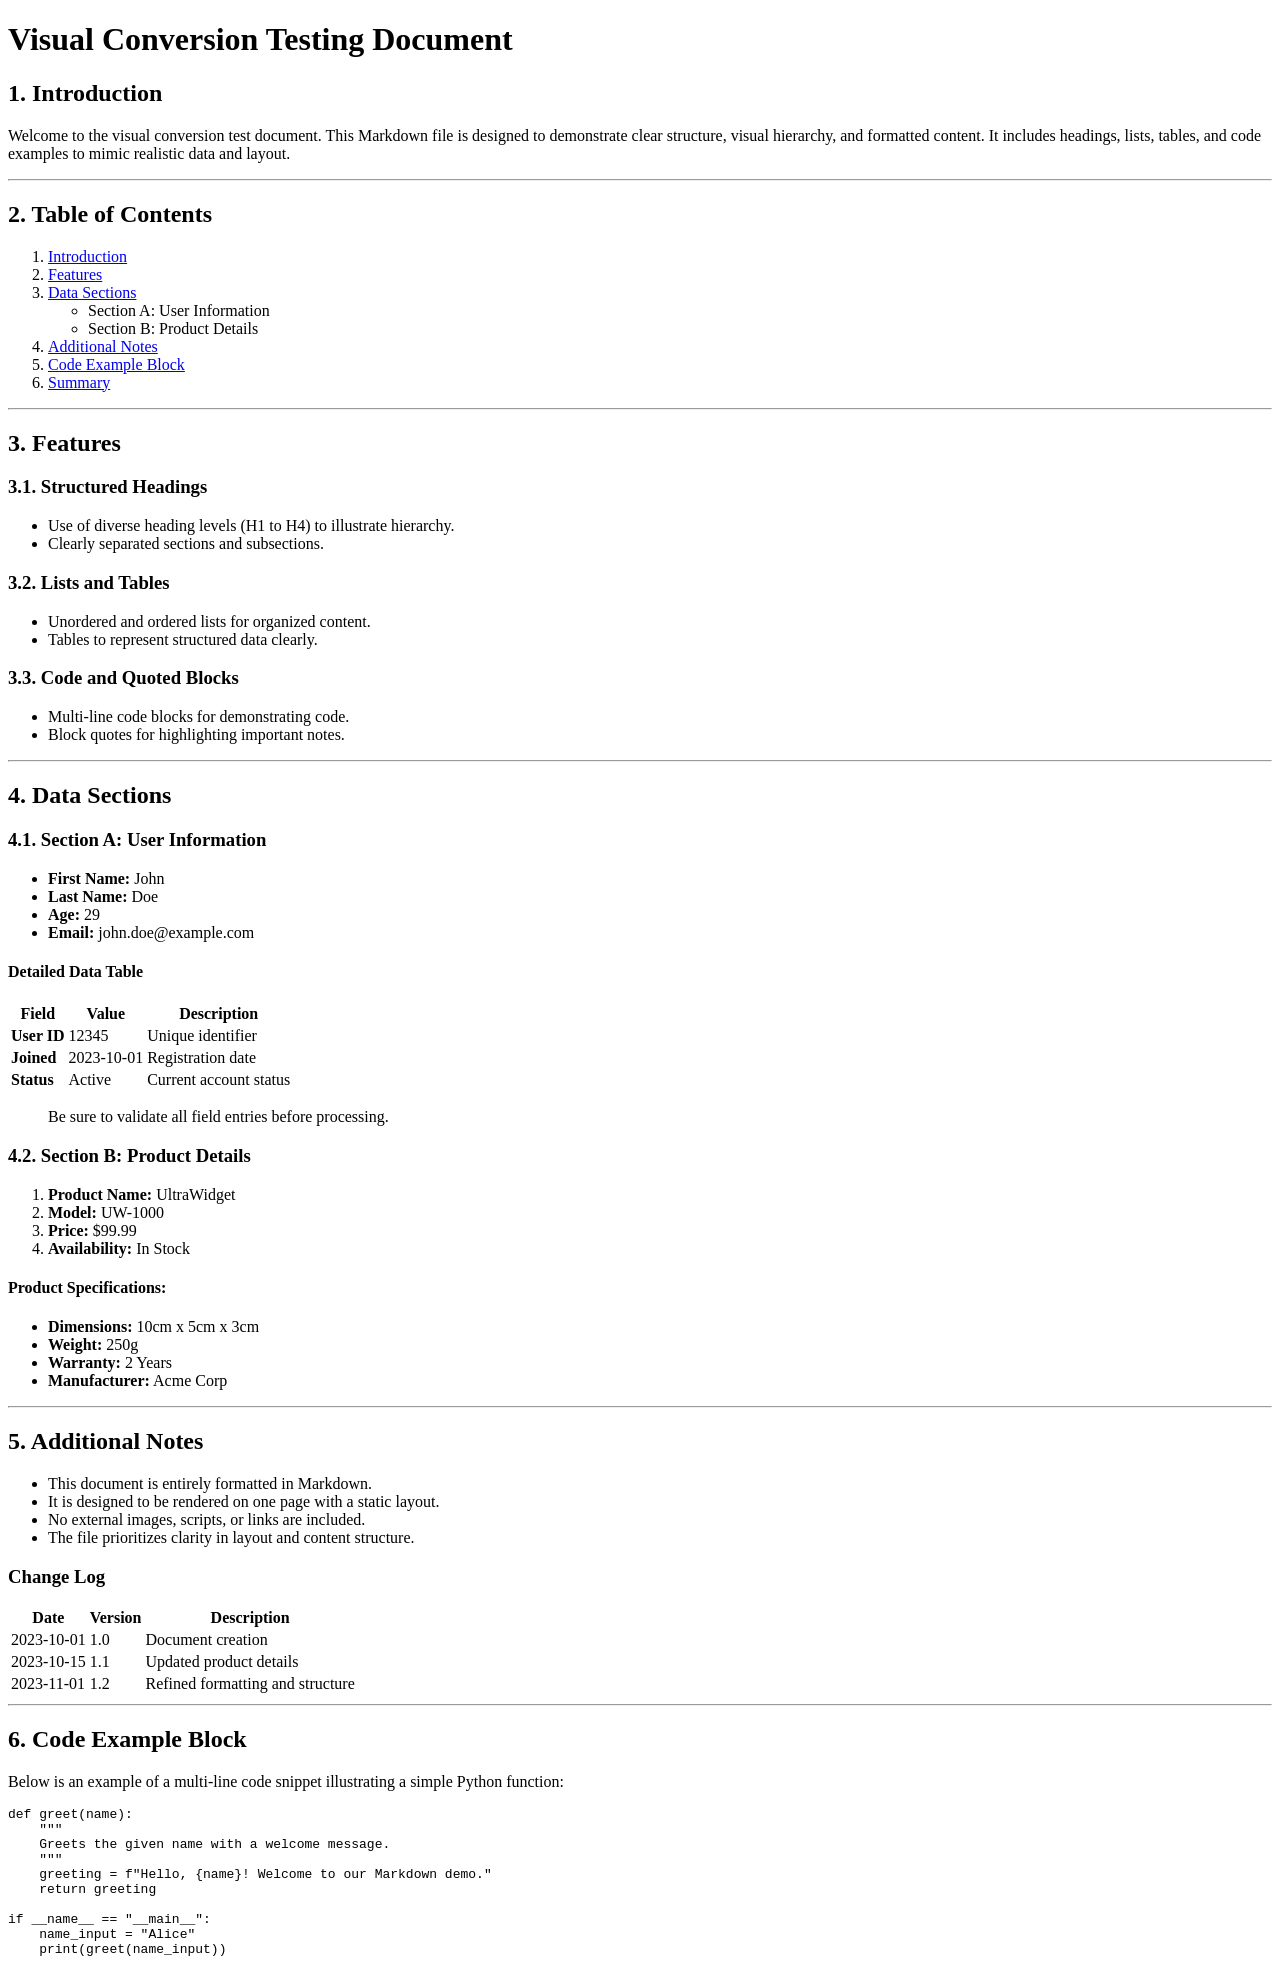 Visual Conversion Testing Document
1. Introduction
Welcome to the visual conversion test document. This Markdown file is designed to demonstrate clear structure, visual hierarchy, and formatted content. It includes headings, lists, tables, and code
examples to mimic realistic data and layout.
2. Table of Contents
1. Introduction
2. Features
3. Data Sections
○ Section A: User Information
○ Section B: Product Details
4. Additional Notes
5. Code Example Block
6. Summary
3. Features
3.1. Structured Headings
• Use of diverse heading levels (H1 to H4) to illustrate hierarchy.
• Clearly separated sections and subsections.
3.2. Lists and Tables
• Unordered and ordered lists for organized content.
• Tables to represent structured data clearly.
3.3. Code and Quoted Blocks
• Multi-line code blocks for demonstrating code.
• Block quotes for highlighting important notes.
4. Data Sections
4.1. Section A: User Information
• First Name: John
• Last Name: Doe
• Age: 29
• Email: john.doe@example.com
Detailed Data Table
Field Value Description
User ID 12345 Unique identifier
Joined 2023-10-01 Registration date
Status Active Current account status
Be sure to validate all field entries before processing.
4.2. Section B: Product Details
1. Product Name: UltraWidget
2. Model: UW-1000
3. Price: $99.99
4. Availability: In Stock
Product Specifications:
• Dimensions: 10cm x 5cm x 3cm
• Weight: 250g
• Warranty: 2 Years
• Manufacturer: Acme Corp
5. Additional Notes
• This document is entirely formatted in Markdown.
• It is designed to be rendered on one page with a static layout.
• No external images, scripts, or links are included.
• The file prioritizes clarity in layout and content structure.
Change Log
Date Version Description
2023-10-01 1.0 Document creation
2023-10-15 1.1 Updated product details
2023-11-01 1.2 Refined formatting and structure
6. Code Example Block
Below is an example of a multi-line code snippet illustrating a simple Python function:
def greet(name):
    """
    Greets the given name with a welcome message.
    """
    greeting = f"Hello, {name}! Welcome to our Markdown demo."
    return greeting

if __name__ == "__main__":
    name_input = "Alice"
    print(greet(name_input))